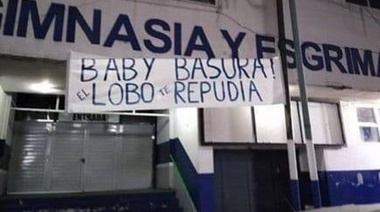 GIMNASIA Y ESGRIMA
BABY BASURA!
EL LOBO TE REPUDIA
ENTRADA